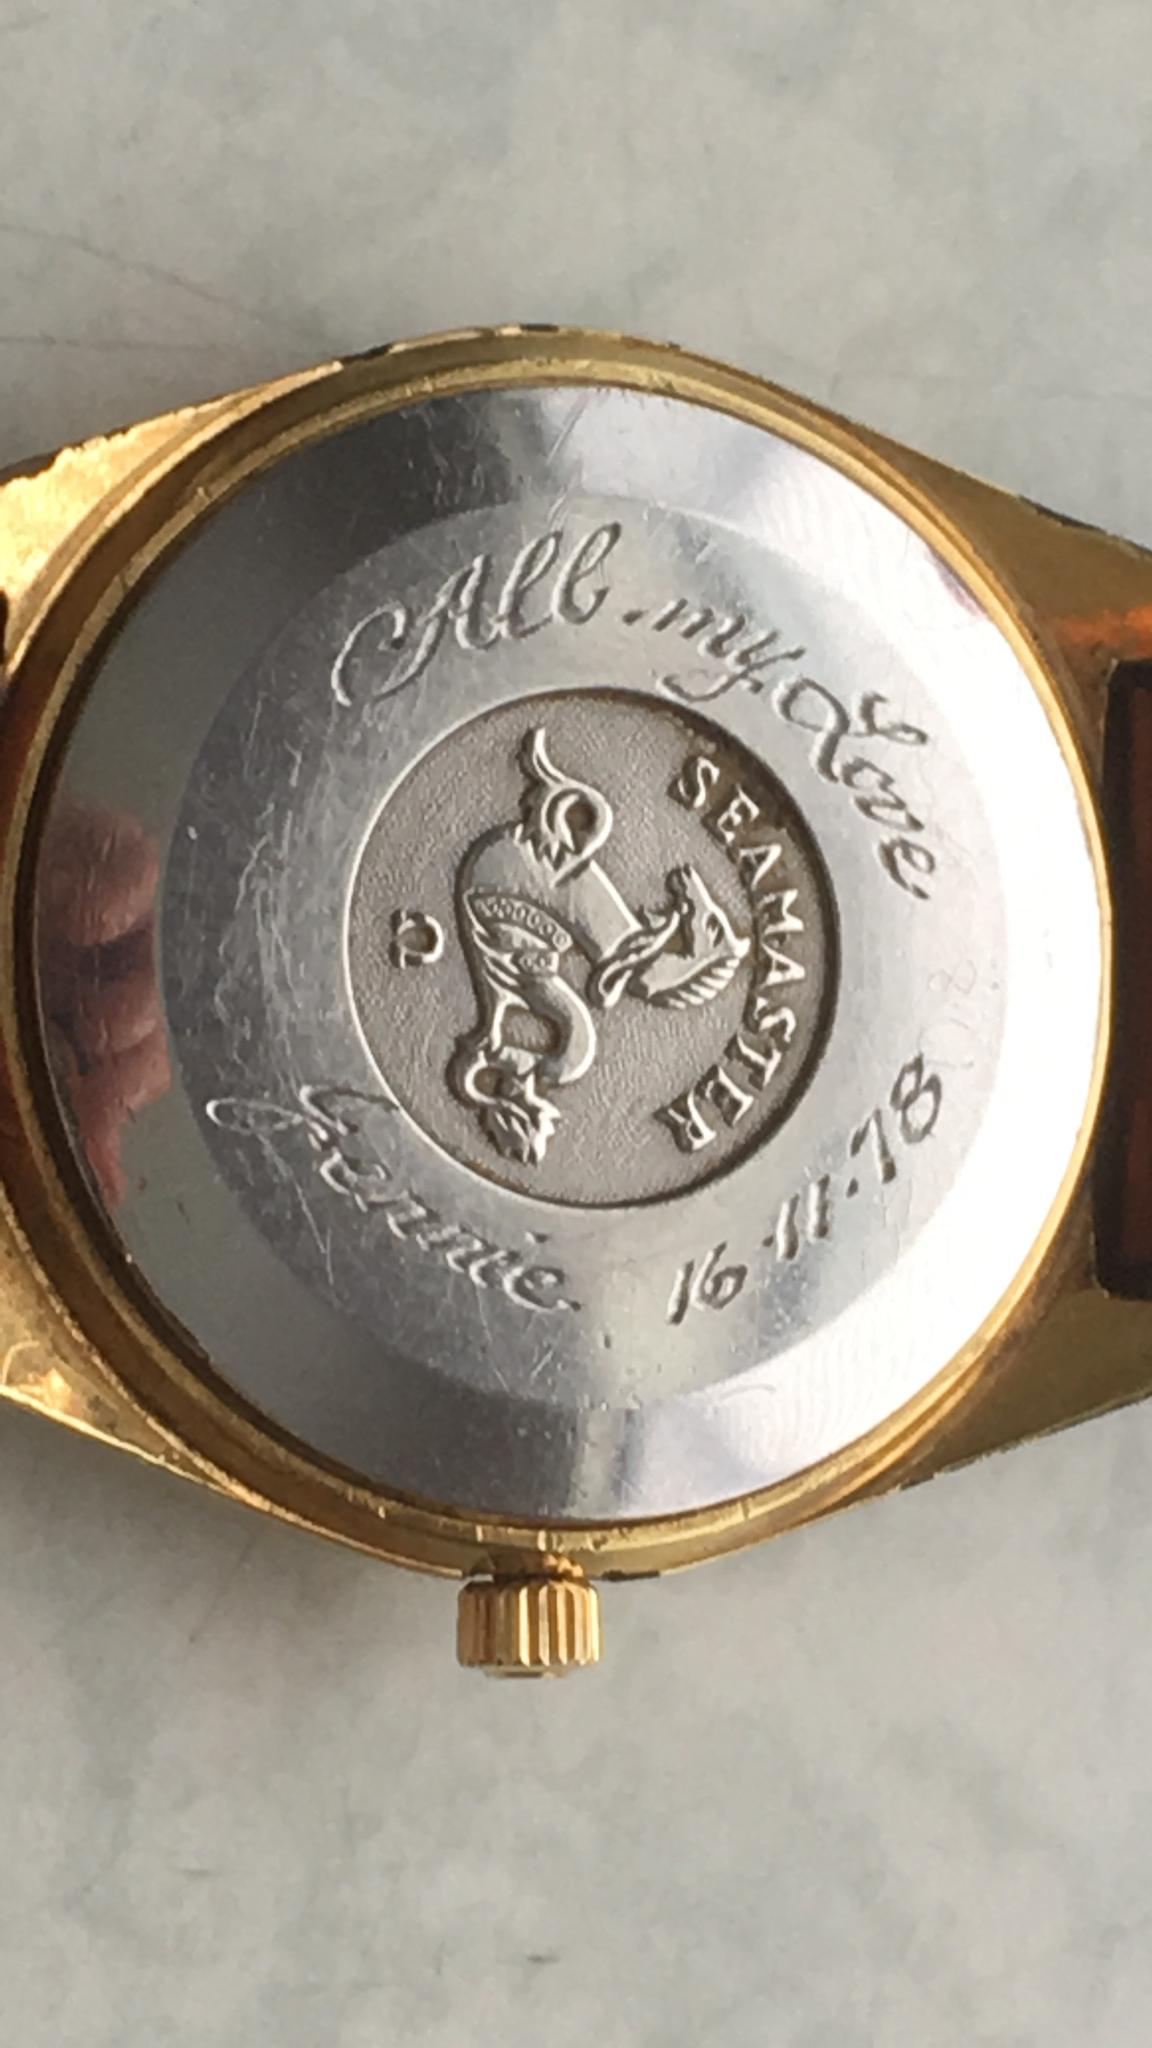 All my Love
Jennie 16·11·78
SEAMASTER
Ω